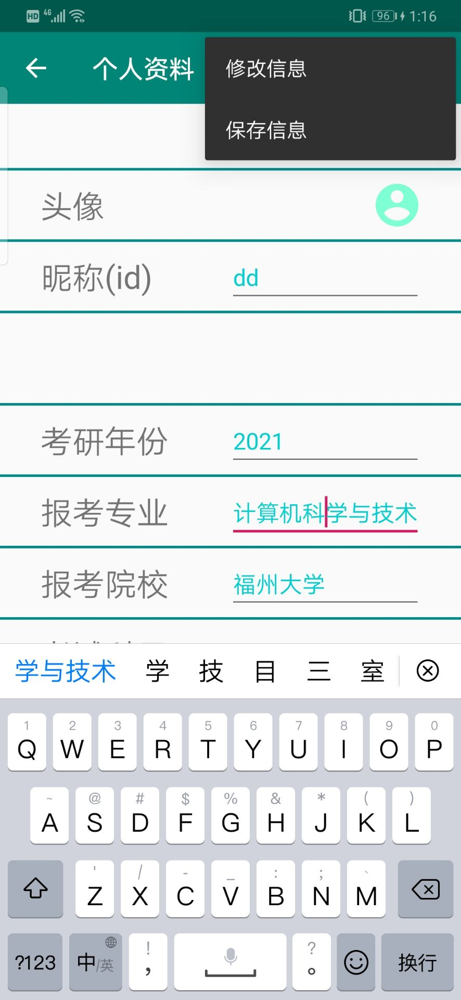 HD 4G 96 1:16
个人资料
修改信息
保存信息
头像
昵称(id) dd
考研年份 2021
报考专业 计算机科学与技术
报考院校 福州大学
学与技术 学 技 目 三 室
1 2 3 4 5 6 7 8 9 0
Q W E R T Y U I O P
~ @ # $ % & * ( )
A S D F G H J K L
' / - _ : ; 、
Z X C V B N M
! ?
?123 中/英 , 。 换行